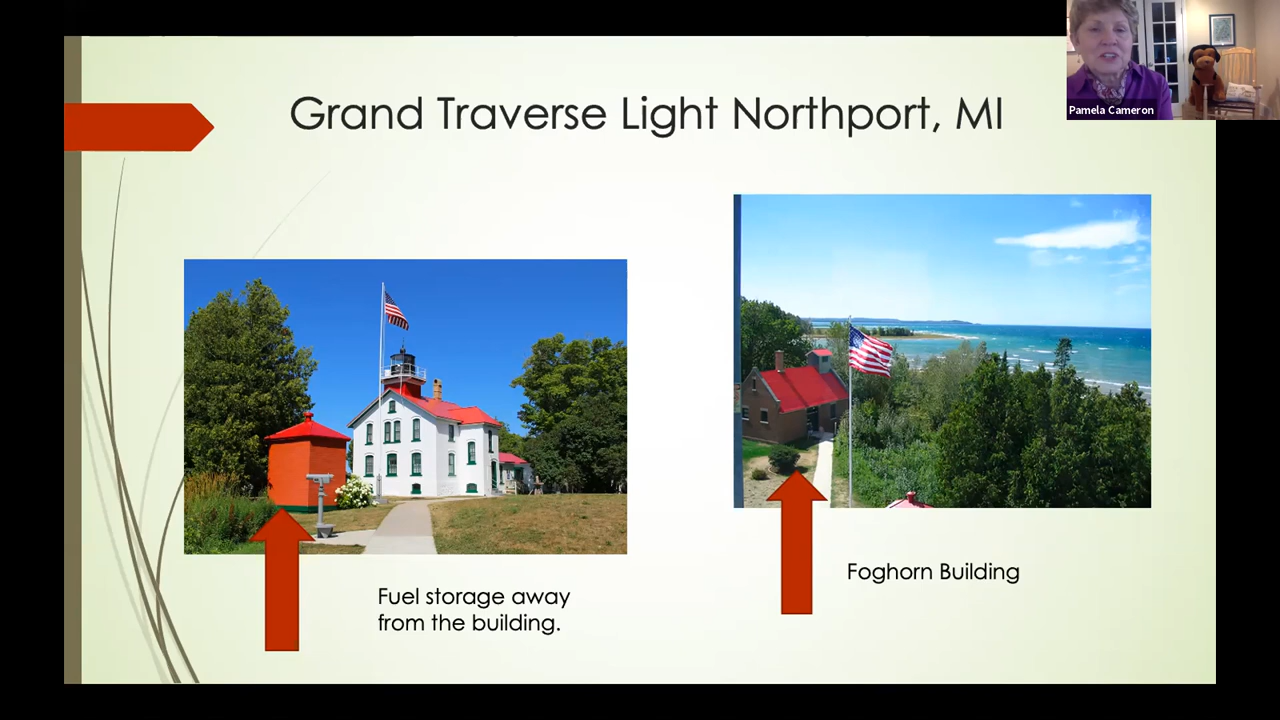 Grand Traverse Light Northport, MI
Pamela Cameron
Fuel storage away
from the building.
Foghorn Building